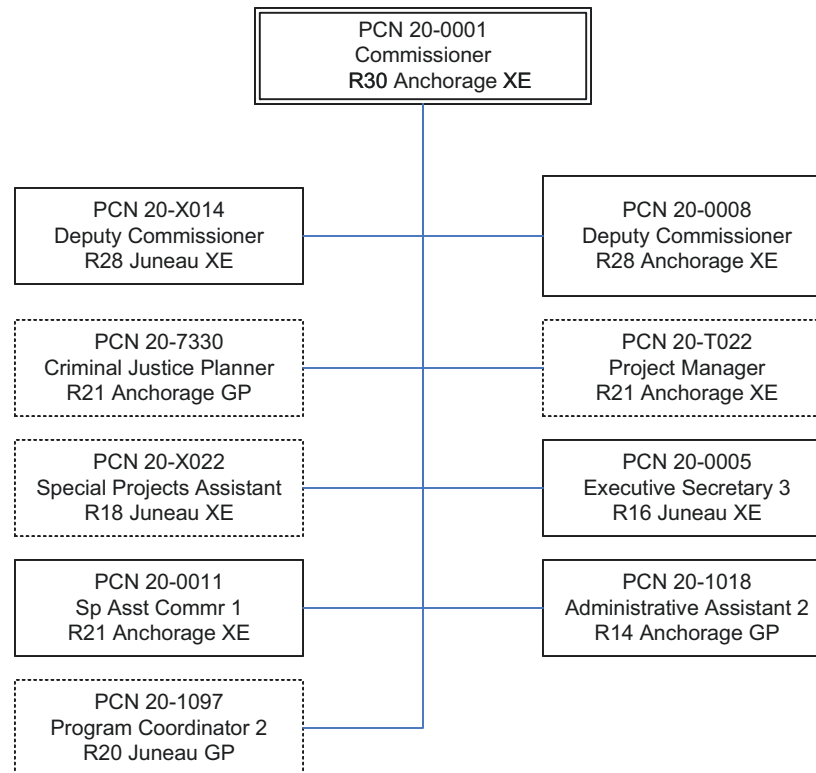 PCN 20-0001
Commissioner
R30 Anchorage XE
PCN 20-X014
Deputy Commissioner
R28 Juneau XE
PCN 20-0008
Deputy Commissioner
R28 Anchorage XE
PCN 20-7330
Criminal Justice Planner
R21 Anchorage GP
PCN 20-T022
Project Manager
R21 Anchorage XE
PCN 20-X022
Special Projects Assistant
R18 Juneau XE
PCN 20-0005
Executive Secretary 3
R16 Juneau XE
PCN 20-0011
Sp Asst Commr 1
R21 Anchorage XE
PCN 20-1018
Administrative Assistant 2
R14 Anchorage GP
PCN 20-1097
Program Coordinator 2
R20 Juneau GP